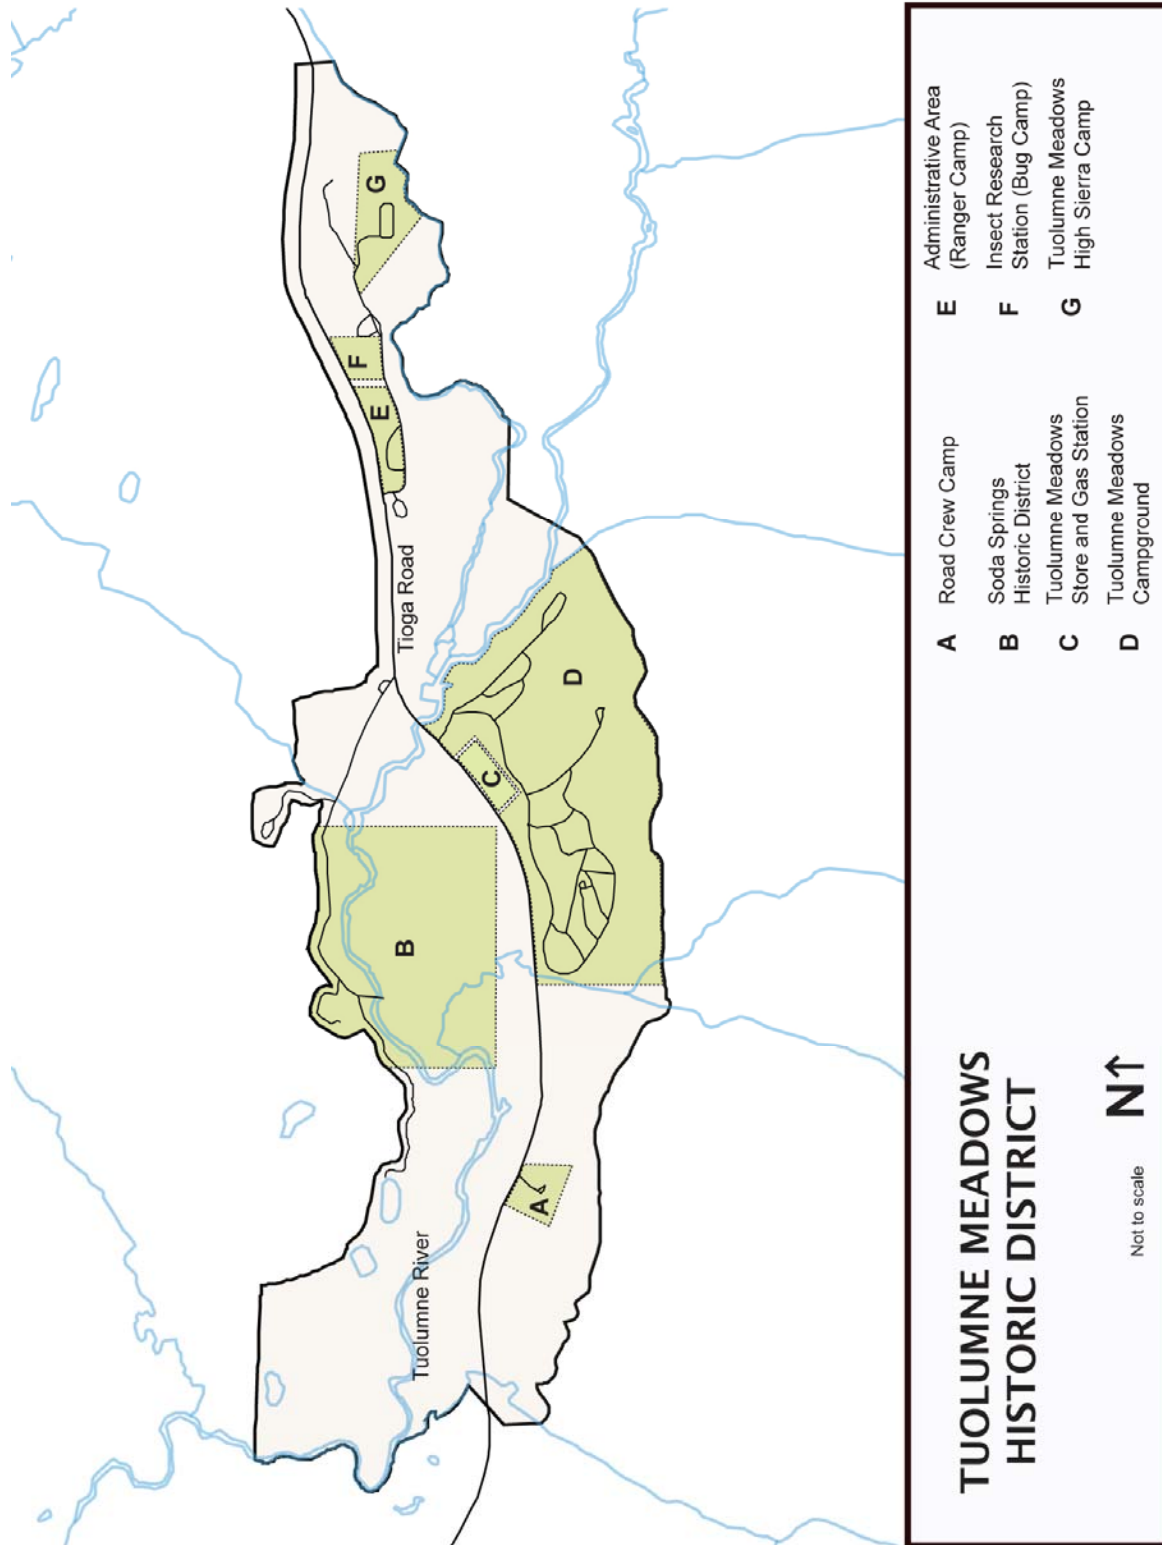 G
F
E
Tioga Road
D
C
B
A
Tuolumne River
TUOLUMNE MEADOWS
HISTORIC DISTRICT
Not to scale
N↑
A Road Crew Camp
B Soda Springs
Historic District
C Tuolumne Meadows
Store and Gas Station
D Tuolumne Meadows
Campground
E Administrative Area
(Ranger Camp)
F Insect Research
Station (Bug Camp)
G Tuolumne Meadows
High Sierra Camp